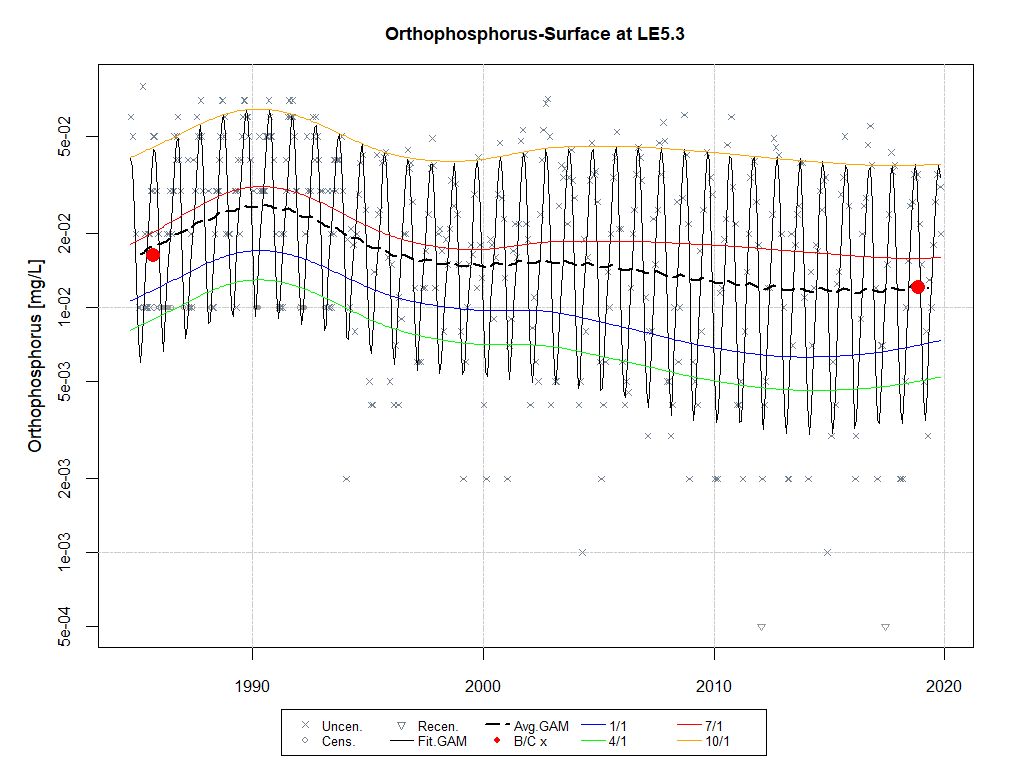 Orthophosphorus-Surface at LE5.3
Orthophosphorus [mg/L]
5e-02
2e-02
1e-02
5e-03
2e-03
1e-03
5e-04
1990 2000 2010 2020
Uncen. Recen. Avg.GAM 1/1 7/1
Cens. Fit.GAM B/C x 4/1 10/1